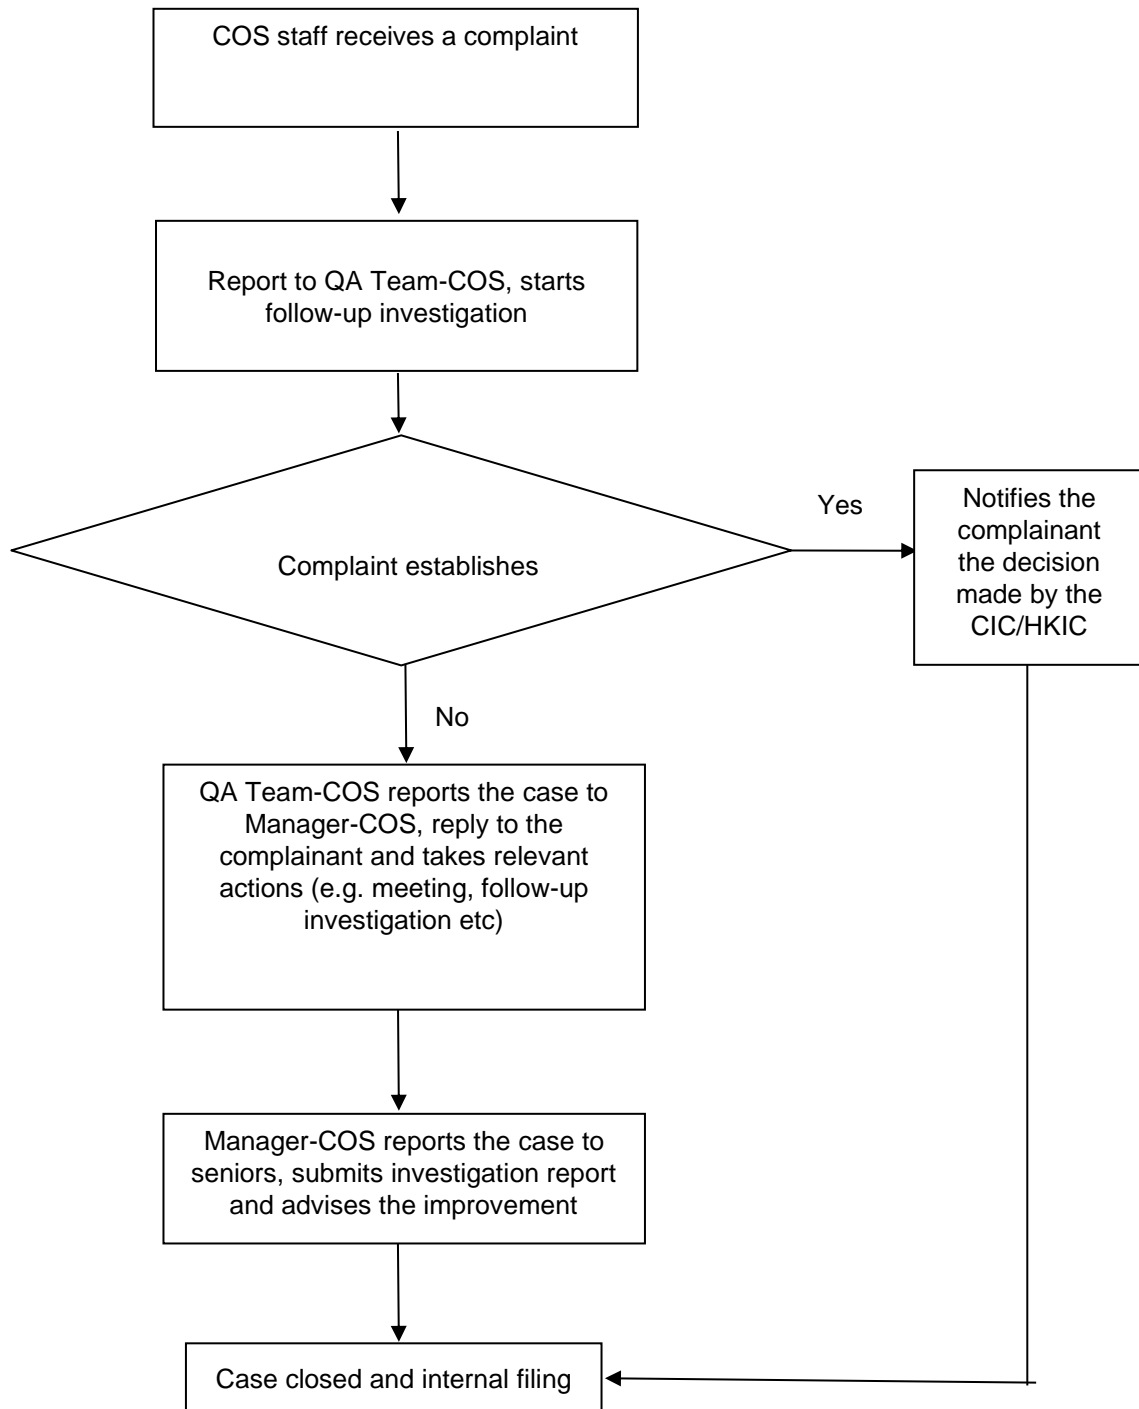 COS staff receives a complaint
Report to QA Team-COS, starts
follow-up investigation
Complaint establishes
Yes
Notifies the
complainant
the decision
made by the
CIC/HKIC
No
QA Team-COS reports the case to
Manager-COS, reply to the
complainant and takes relevant
actions (e.g. meeting, follow-up
investigation etc)
Manager-COS reports the case to
seniors, submits investigation report
and advises the improvement
Case closed and internal filing